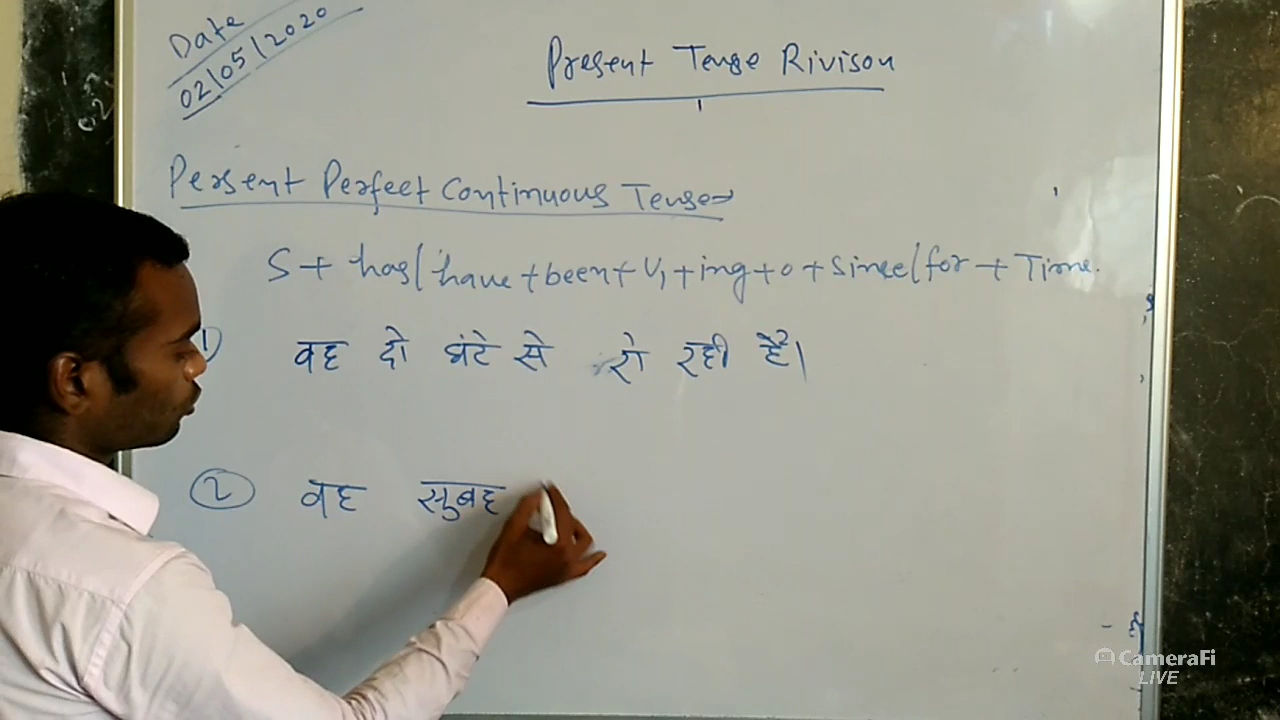 Date
02/05/2020
Present Tense Rivison
Persent Perfect Continuous Tense
S + has/have + been + V₁ + ing + o + Since/for + Time.
1) वह दो घंटे से रो रही है।
2 वह सुबह
CameraFi
LIVE